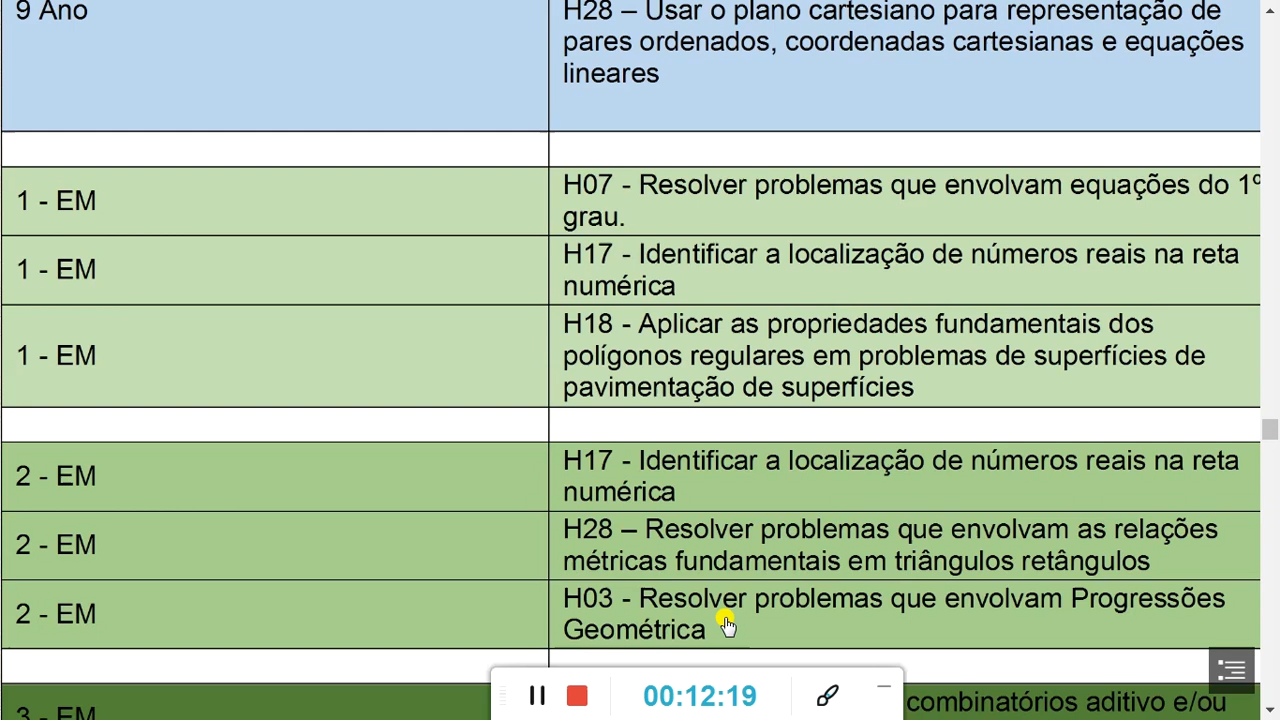 9 Ano
H28 – Usar o plano cartesiano para representação de
pares ordenados, coordenadas cartesianas e equações
lineares
1 - EM
H07 - Resolver problemas que envolvam equações do 1º
grau.
1 - EM
H17 - Identificar a localização de números reais na reta
numérica
1 - EM
H18 - Aplicar as propriedades fundamentais dos
polígonos regulares em problemas de superfícies de
pavimentação de superfícies
2 - EM
H17 - Identificar a localização de números reais na reta
numérica
2 - EM
H28 – Resolver problemas que envolvam as relações
métricas fundamentais em triângulos retângulos
2 - EM
H03 - Resolver problemas que envolvam Progressões
Geométrica
3 - EM
combinatórios aditivo e/ou
00:12:19